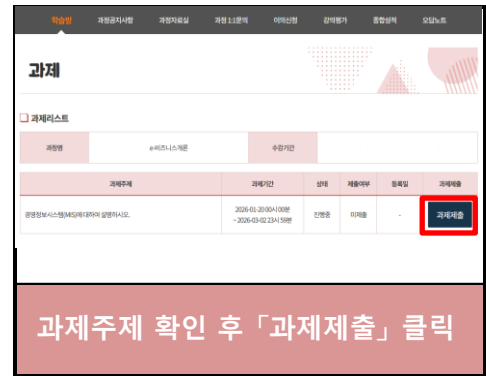 학습방 과정공지사항 과정자료실 과정 1:1문의 이의신청 강의평가 종합성적 오답노트
과제
과제리스트
과정명 e-비즈니스개론 수강기간
과제주제 과제기간 상태 제출여부 등록일 과제제출
경영정보시스템(MIS)에 대하여 설명하시오. 2026-01-20 00시 00분 진행중 미제출 - 과제제출
~ 2026-03-02 23시 59분
과제주제 확인 후 「과제제출」 클릭